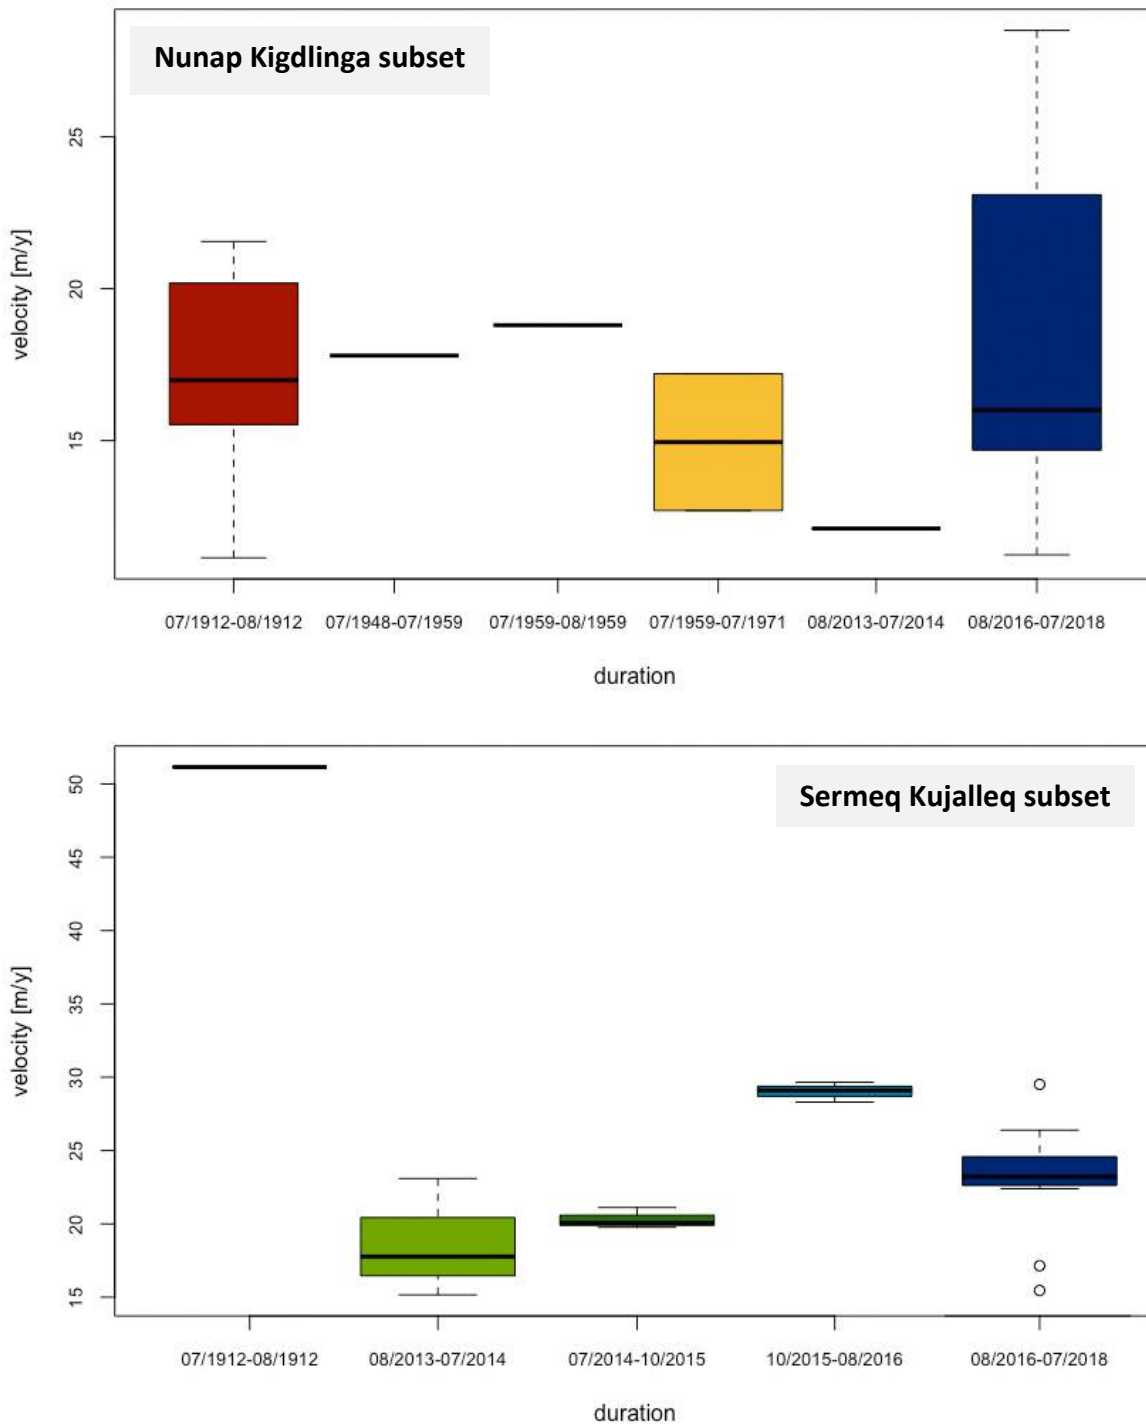 Nunap Kigdlinga subset
25
20
15
velocity [m/y]
07/1912-08/1912 07/1948-07/1959 07/1959-08/1959 07/1959-07/1971 08/2013-07/2014 08/2016-07/2018
duration
Sermeq Kujalleq subset
50
45
40
35
30
25
20
15
velocity [m/y]
07/1912-08/1912 08/2013-07/2014 07/2014-10/2015 10/2015-08/2016 08/2016-07/2018
duration